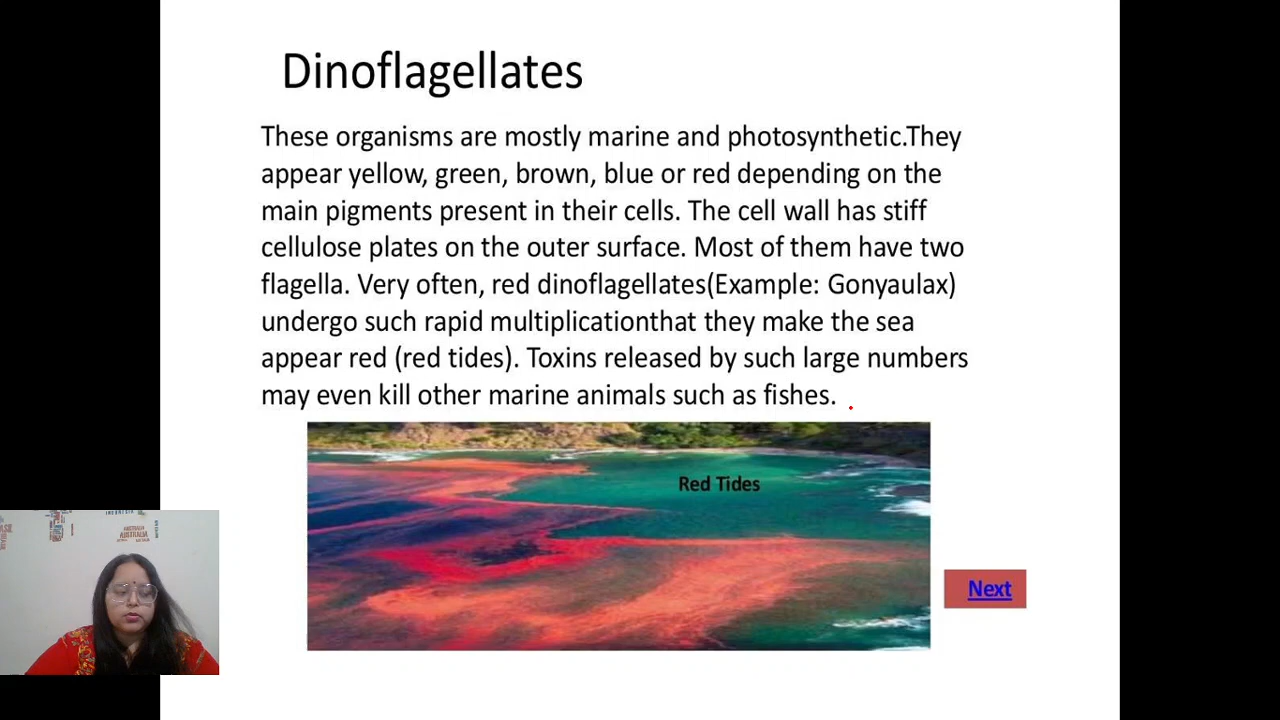 Dinoflagellates
These organisms are mostly marine and photosynthetic.They
appear yellow, green, brown, blue or red depending on the
main pigments present in their cells. The cell wall has stiff
cellulose plates on the outer surface. Most of them have two
flagella. Very often, red dinoflagellates(Example: Gonyaulax)
undergo such rapid multiplicationthat they make the sea
appear red (red tides). Toxins released by such large numbers
may even kill other marine animals such as fishes.
Red Tides
Next
AUSTRALIA